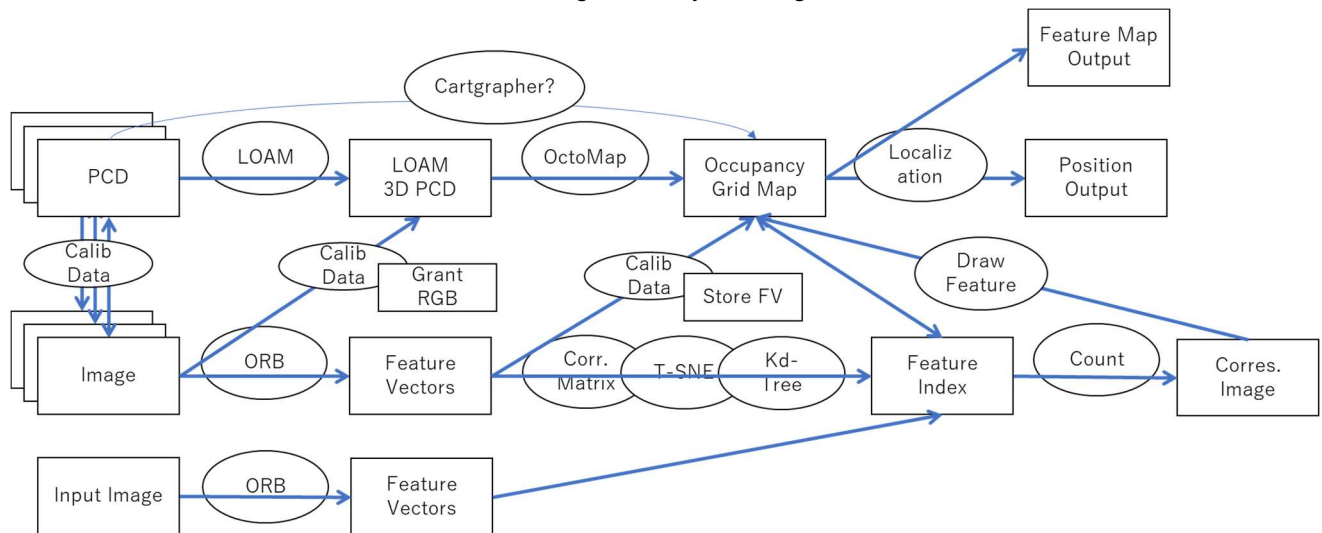 Feature Map
Output
Cartgrapher?
PCD
LOAM
LOAM
3D PCD
OctoMap
Occupancy
Grid Map
Localiz
ation
Position
Output
Calib
Data
Calib
Data
Grant
RGB
Calib
Data
Store FV
Draw
Feature
Image
ORB
Feature
Vectors
Corr.
Matrix
T-SNE
Kd-
Tree
Feature
Index
Count
Corres.
Image
Input Image
ORB
Feature
Vectors